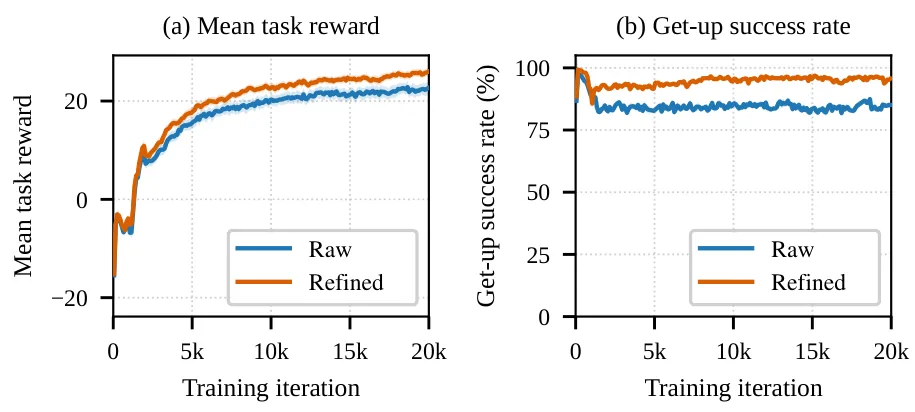 (a) Mean task reward
Mean task reward
20
0
−20
Raw
Refined
0 5k 10k 15k 20k
Training iteration
(b) Get-up success rate
Get-up success rate (%)
100
75
50
25
0
Raw
Refined
0 5k 10k 15k 20k
Training iteration